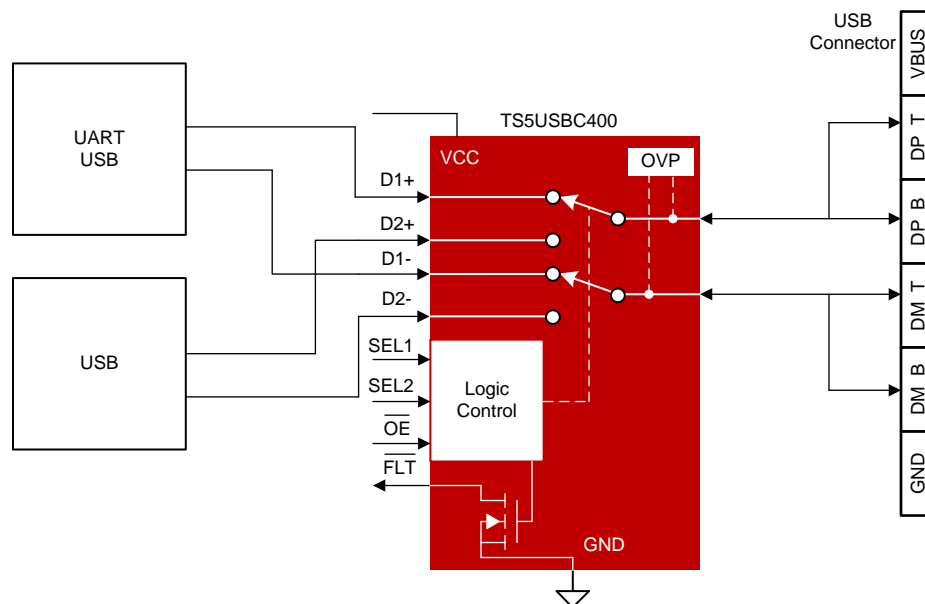 USB
Connector
TS5USBC400
UART
USB
VCC
OVP
D1+
D2+
D1-
D2-
USB
SEL1
SEL2
OE
FLT
Logic
Control
GND
VBUS
DP T
DP B
DM T
DM B
GND